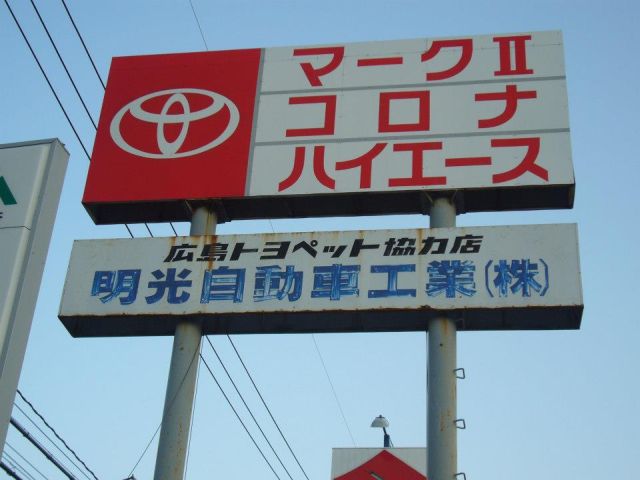 マークⅡ
コロナ
ハイエース
広島トヨペット協力店
明光自動車工業(株)